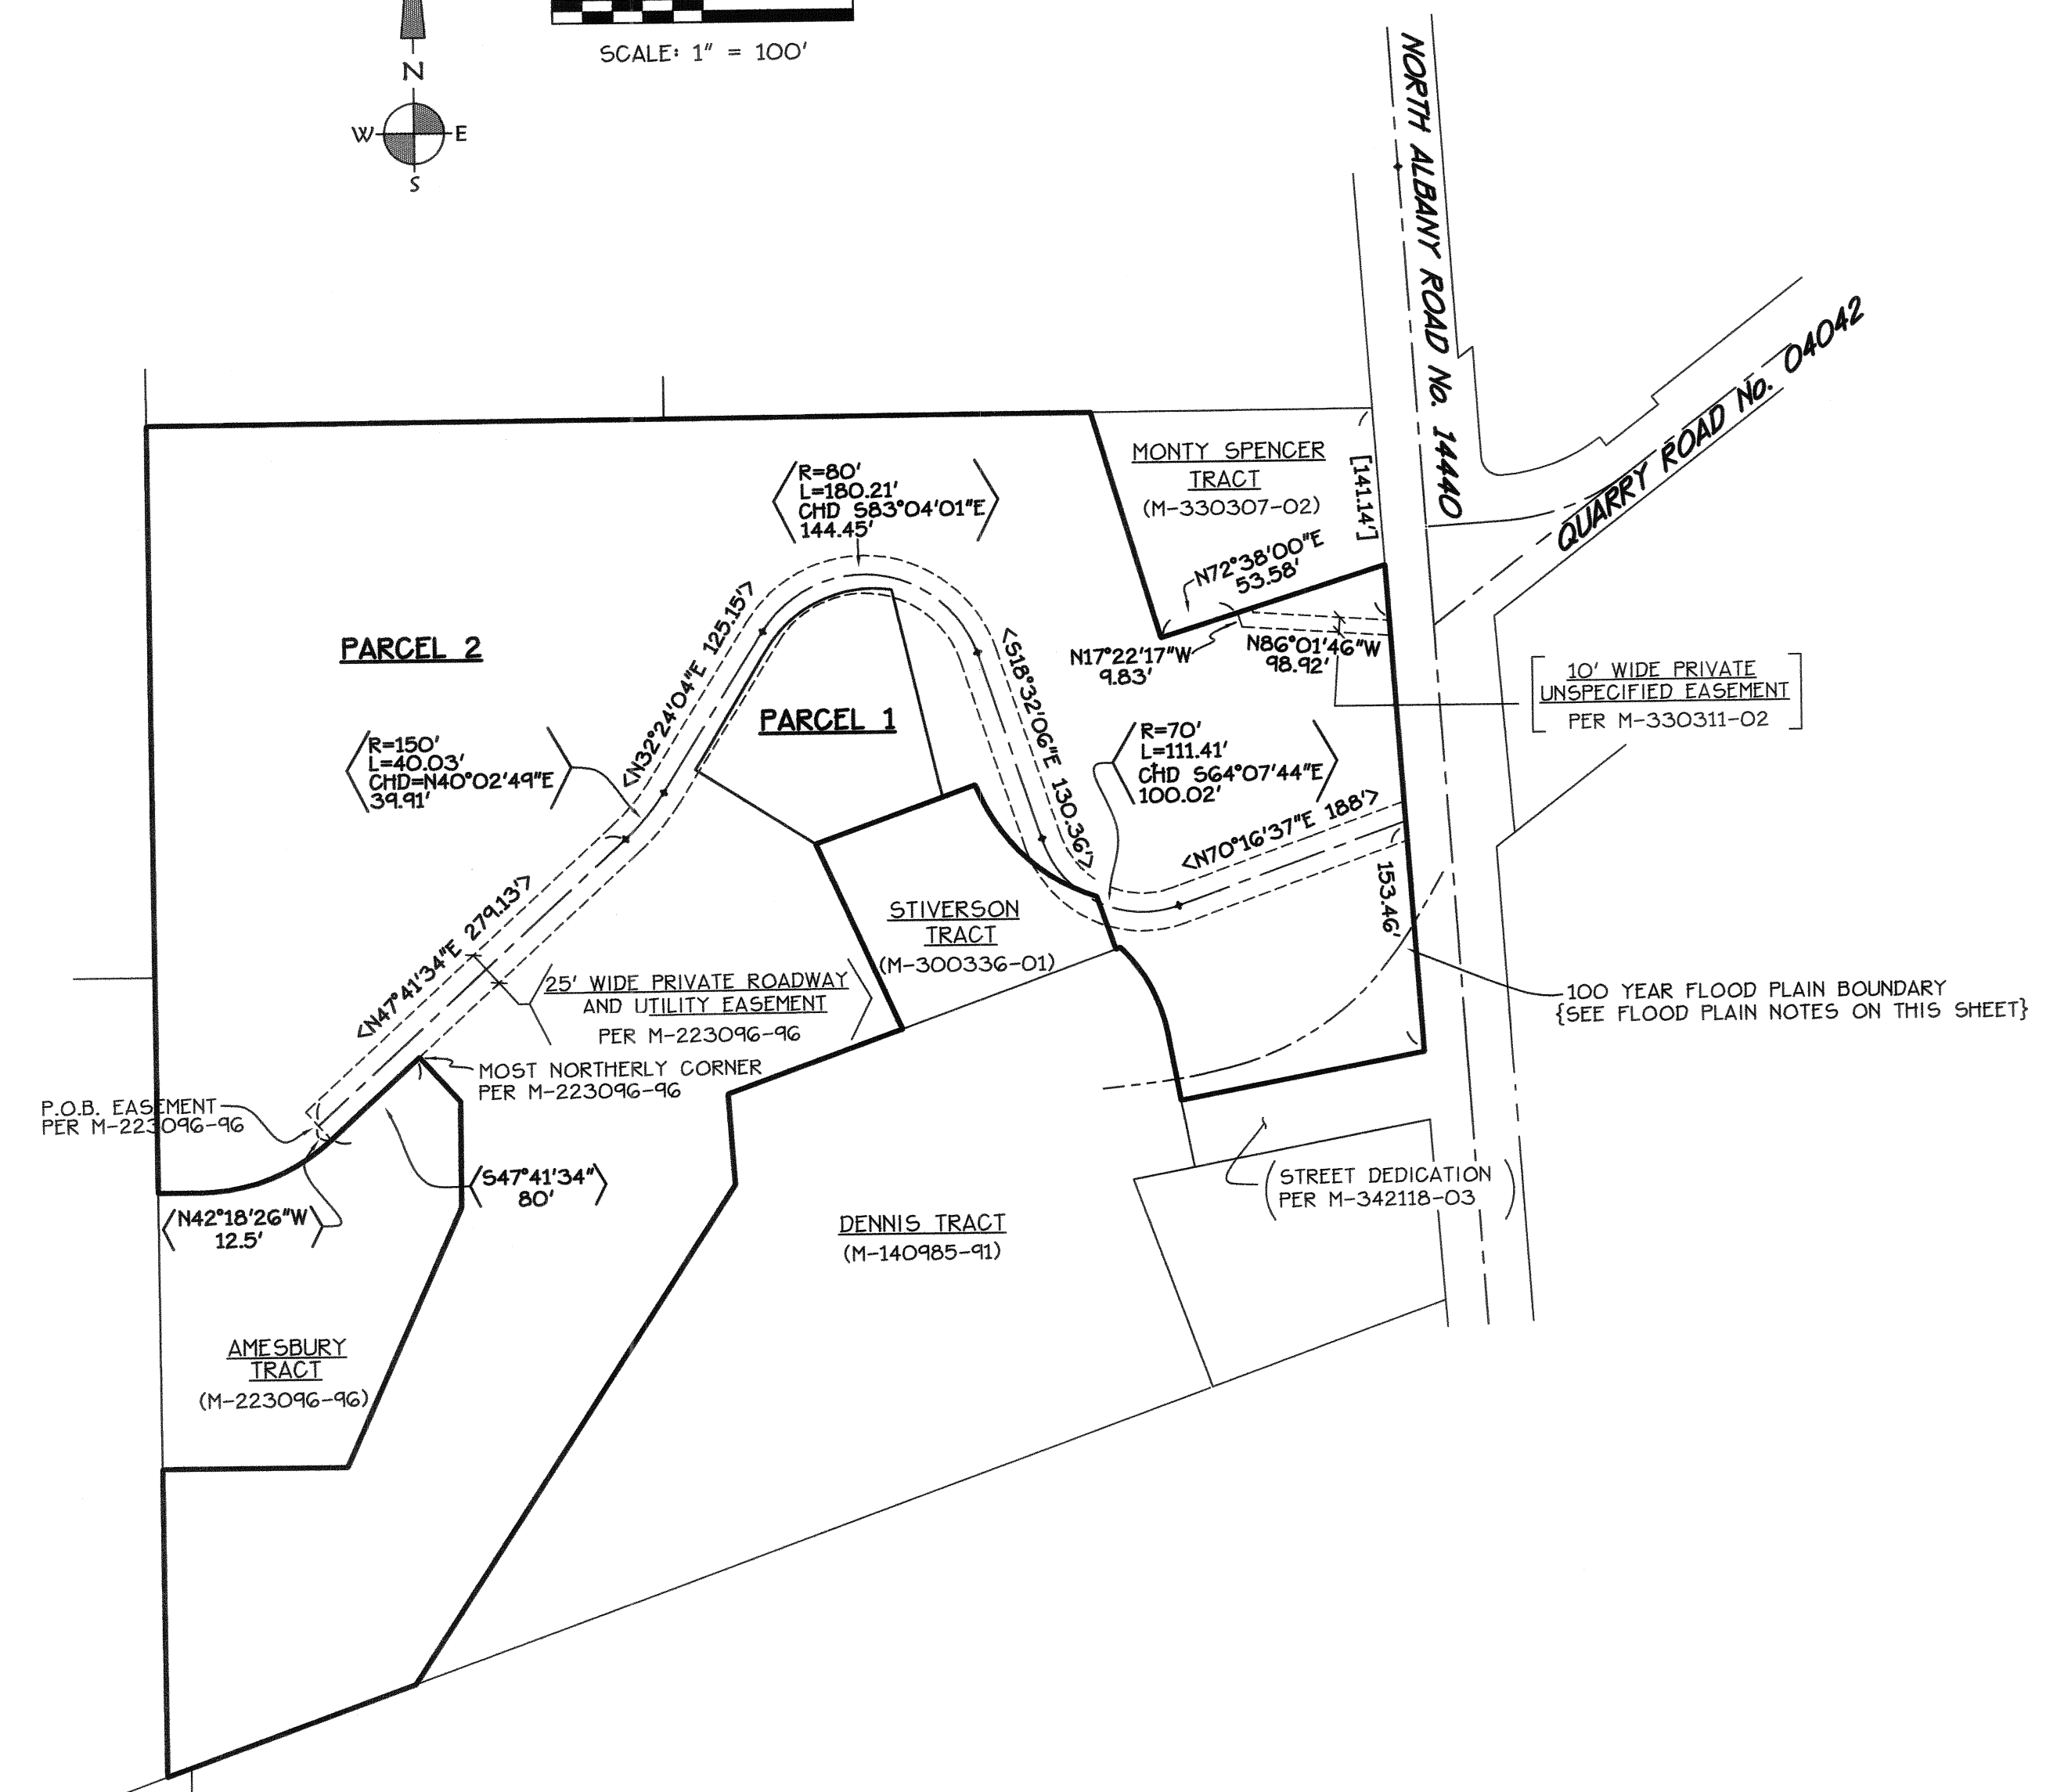 N
W
E
S
SCALE: 1" = 100'
NORTH ALBANY ROAD No. 14440
QUARRY ROAD No. 04042
MONTY SPENCER
TRACT
(M-330307-02)
[141.14']
R=80'
L=180.21'
CHD S83°04'01"E
144.45'
N72°38'00"E
53.58'
PARCEL 2
<N32°24'04"E 125.15'>
<S18°32'06"E 130.36'>
N17°22'17"W
9.83'
N86°01'46"W
98.92'
10' WIDE PRIVATE
UNSPECIFIED EASEMENT
PER M-330311-02
PARCEL 1
R=150'
L=40.03'
CHD=N40°02'49"E
39.91'
R=70'
L=111.41'
CHD S64°07'44"E
100.02'
<N70°16'37"E 188'>
153.46'
<N47°41'34"E 279.13'>
STIVERSON
TRACT
(M-300336-01)
25' WIDE PRIVATE ROADWAY
AND UTILITY EASEMENT
PER M-223096-96
100 YEAR FLOOD PLAIN BOUNDARY
{SEE FLOOD PLAIN NOTES ON THIS SHEET}
MOST NORTHERLY CORNER
PER M-223096-96
P.O.B. EASEMENT
PER M-223096-96
<S47°41'34">
80'
(STREET DEDICATION
PER M-342118-03)
<N42°18'26"W>
12.5'
DENNIS TRACT
(M-140985-91)
AMESBURY
TRACT
(M-223096-96)